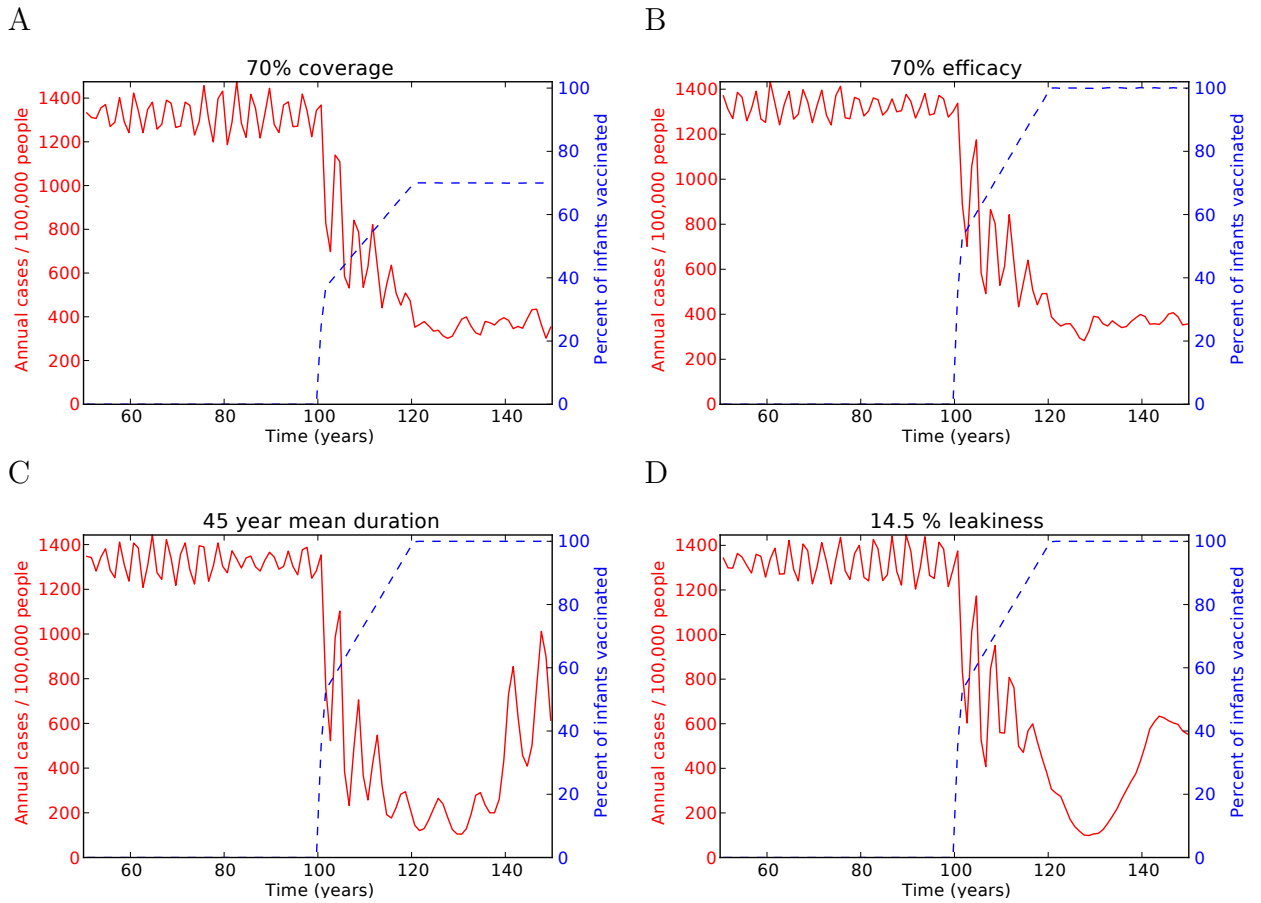 A
70% coverage
Annual cases / 100,000 people
1400
1200
1000
800
600
400
200
0
100
80
60
40
20
0
Percent of infants vaccinated
60 80 100 120 140
Time (years)
B
70% efficacy
Annual cases / 100,000 people
1400
1200
1000
800
600
400
200
0
100
80
60
40
20
0
Percent of infants vaccinated
60 80 100 120 140
Time (years)
C
45 year mean duration
Annual cases / 100,000 people
1400
1200
1000
800
600
400
200
0
100
80
60
40
20
0
Percent of infants vaccinated
60 80 100 120 140
Time (years)
D
14.5 % leakiness
Annual cases / 100,000 people
1400
1200
1000
800
600
400
200
0
100
80
60
40
20
0
Percent of infants vaccinated
60 80 100 120 140
Time (years)